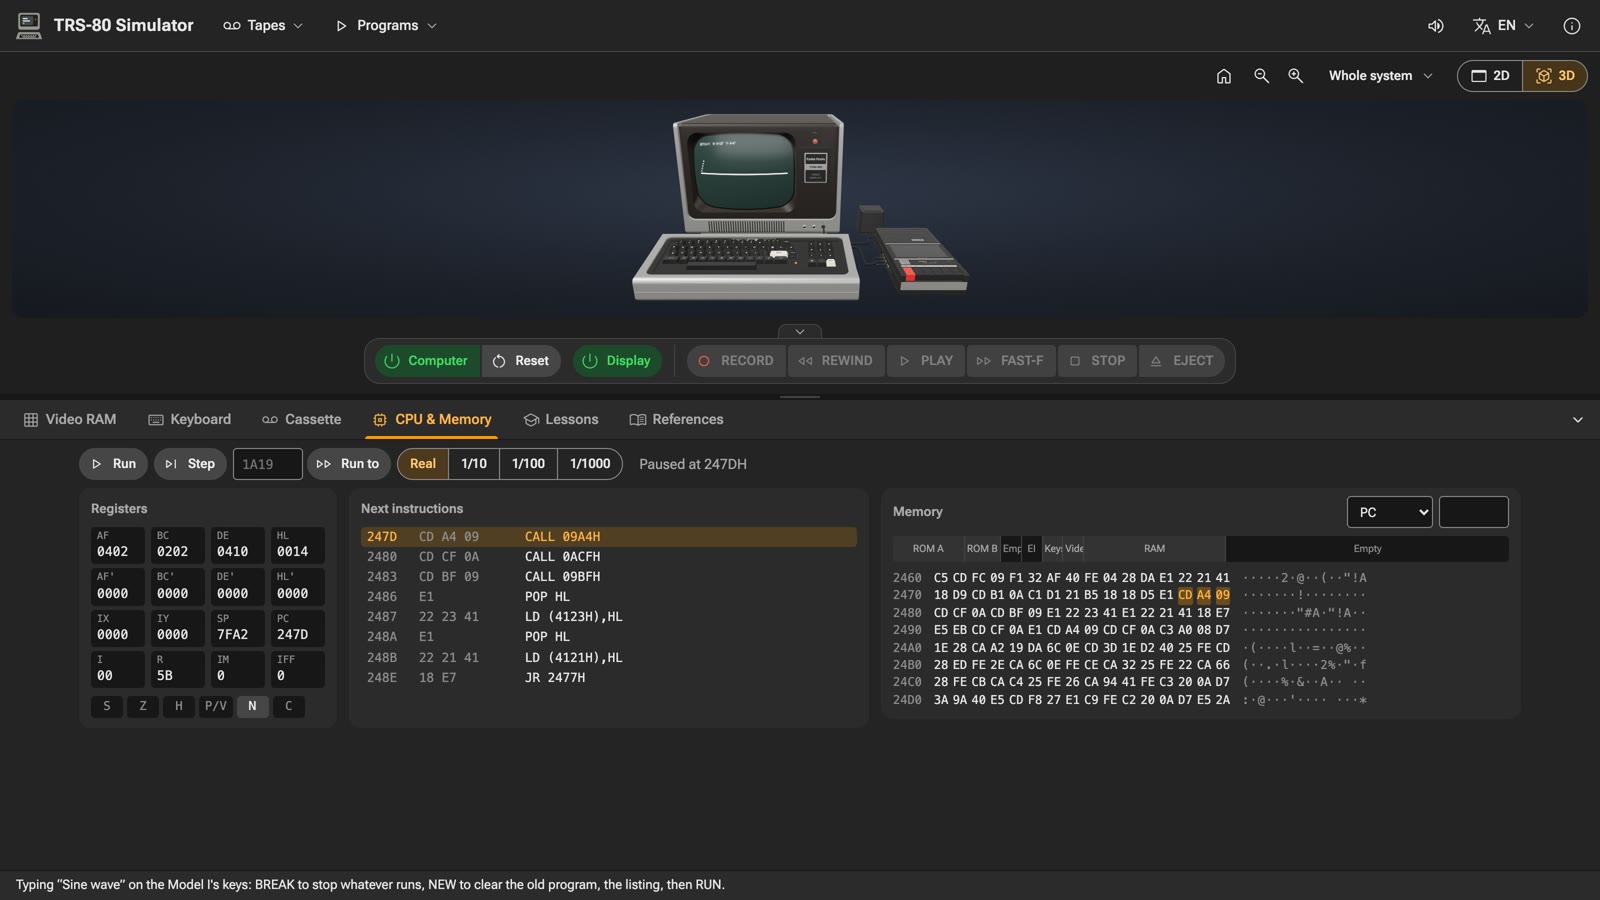 TRS-80 Simulator
Tapes
Programs
EN
Whole system
2D
3D
Computer
Reset
Display
RECORD
REWIND
PLAY
FAST-F
STOP
EJECT
Video RAM
Keyboard
Cassette
CPU & Memory
Lessons
References
Run
Step
1A19
Run to
Real
1/10
1/100
1/1000
Paused at 247DH
Registers
AF BC DE HL
0402 0202 0410 0014
AF' BC' DE' HL'
0000 0000 0000 0000
IX IY SP PC
0000 0000 7FA2 247D
I R IM IFF
00 5B 0 0
S Z H P/V N C
Next instructions
247D CD A4 09 CALL 09A4H
2480 CD CF 0A CALL 0ACFH
2483 CD BF 09 CALL 09BFH
2486 E1 POP HL
2487 22 23 41 LD (4123H),HL
248A E1 POP HL
248B 22 21 41 LD (4121H),HL
248E 18 E7 JR 2477H
Memory
PC
ROM A ROM B Emp El Key Vide RAM Empty
2460 C5 CD FC 09 F1 32 AF 40 FE 04 28 DA E1 22 21 41 ·····2·@··(··"!A
2470 18 D9 CD B1 0A C1 D1 21 B5 18 18 D5 E1 CD A4 09 ·······!········
2480 CD CF 0A CD BF 09 E1 22 23 41 E1 22 21 41 18 E7 ·······"#A·"!A··
2490 E5 EB CD CF 0A E1 CD A4 09 CD CF 0A C3 A0 08 D7 ················
24A0 1E 28 CA A2 19 DA 6C 0E CD 3D 1E D2 40 25 FE CD ·(····l··=··@%··
24B0 28 ED FE 2E CA 6C 0E FE CE CA 32 25 FE 22 CA 66 (··.·l····2%·"·f
24C0 28 FE CB CA C4 25 FE 26 CA 94 41 FE C3 20 0A D7 (····%·&··A·· ··
24D0 3A 9A 40 E5 CD F8 27 E1 C9 FE C2 20 0A D7 E5 2A :·@···'···· ···*
Typing “Sine wave” on the Model I's keys: BREAK to stop whatever runs, NEW to clear the old program, the listing, then RUN.